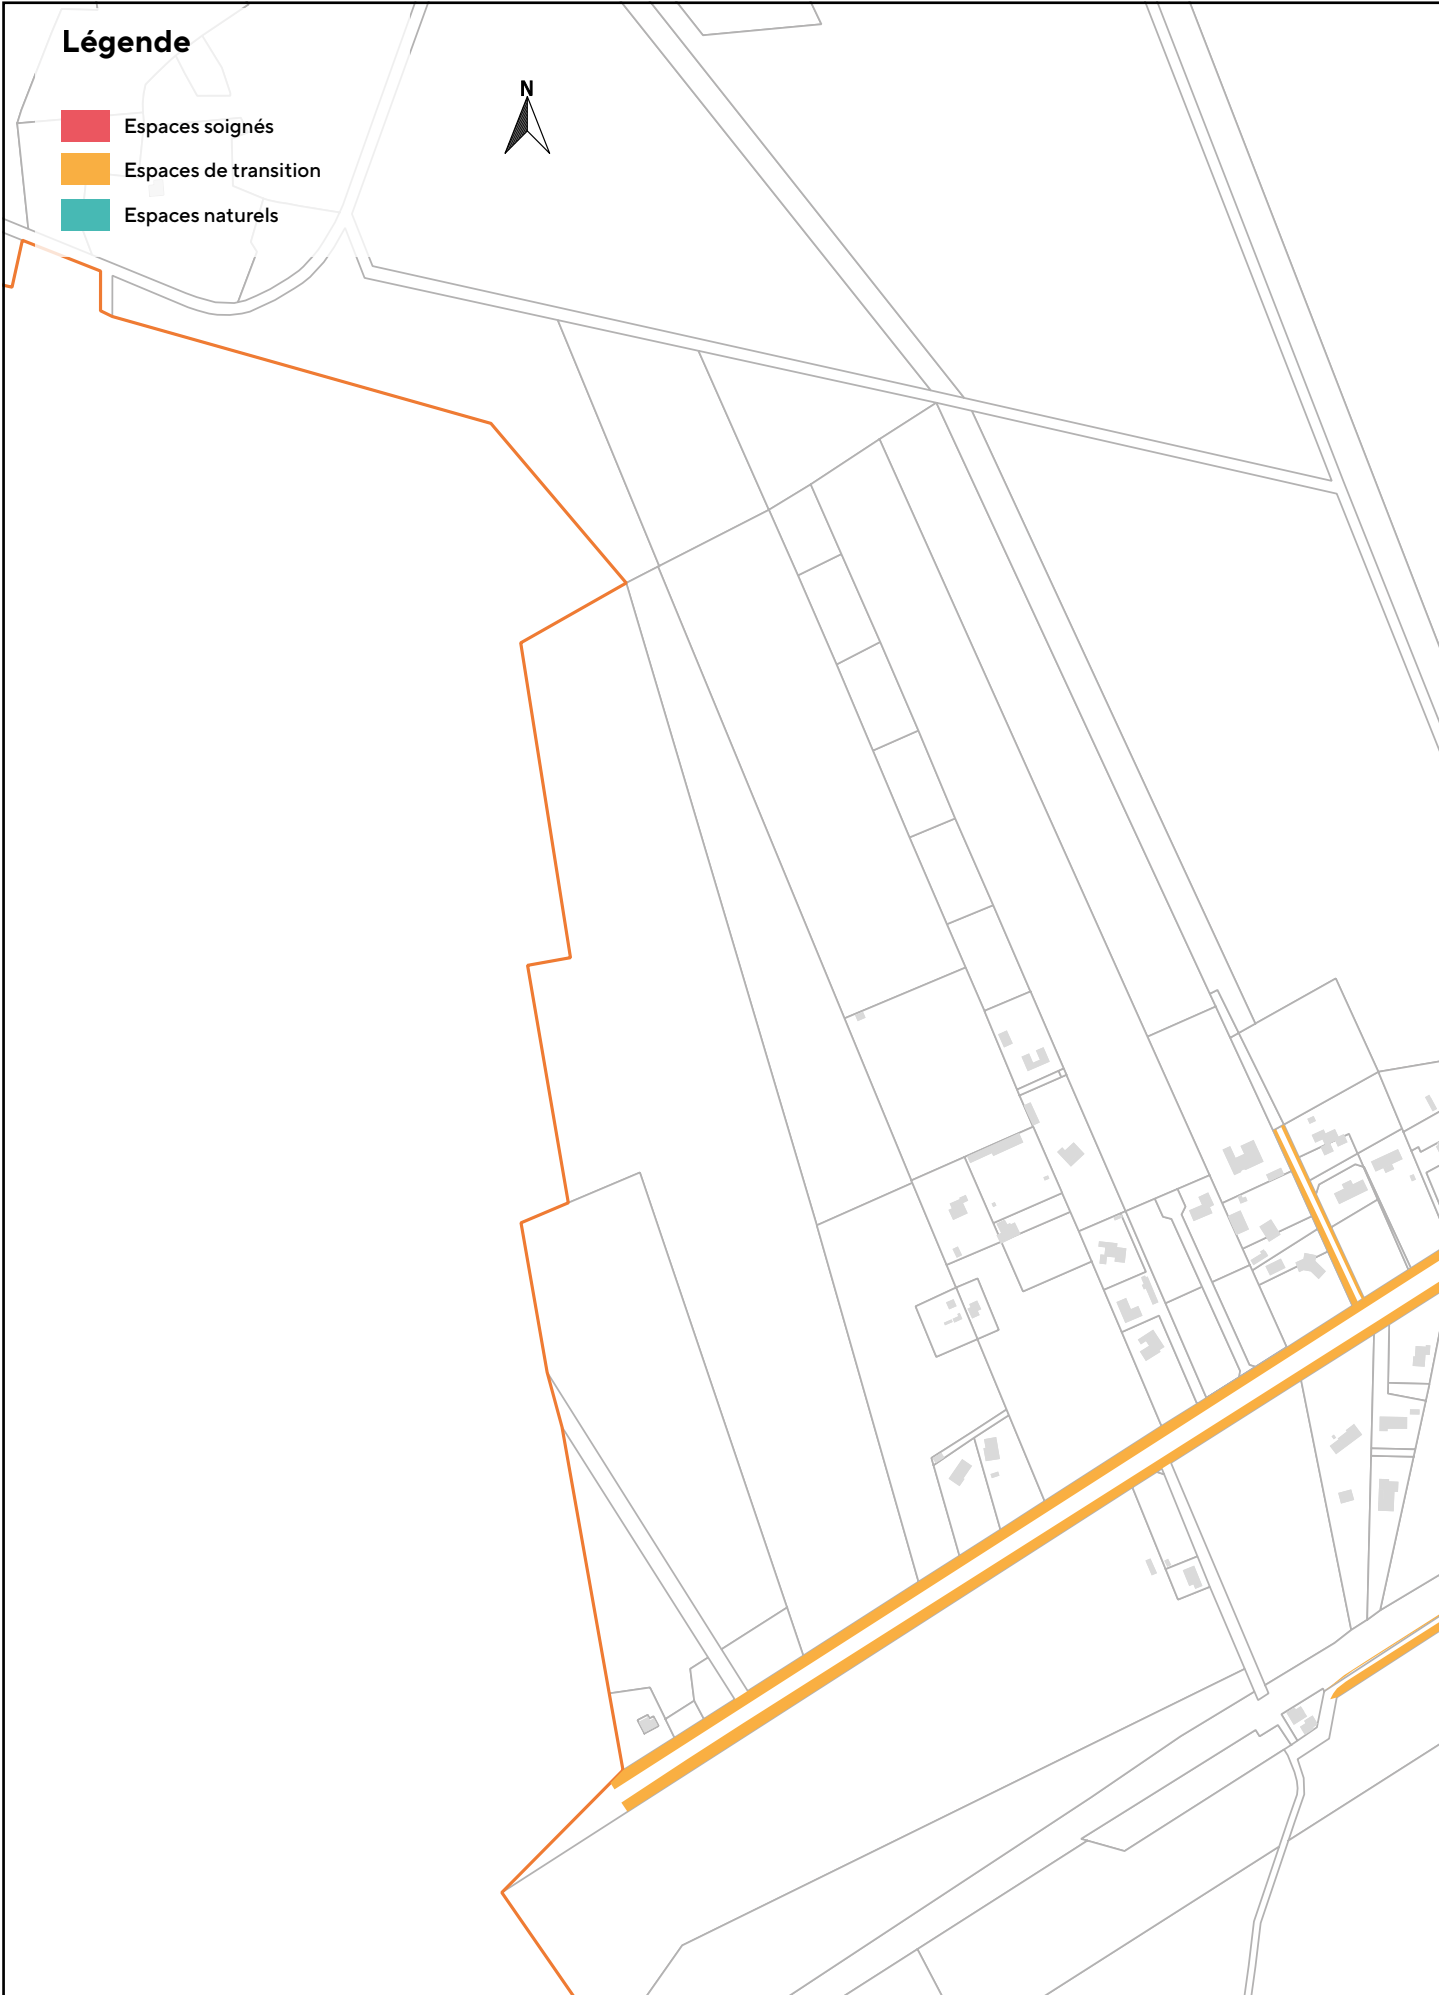 Légende
N
Espaces soignés
Espaces de transition
Espaces naturels